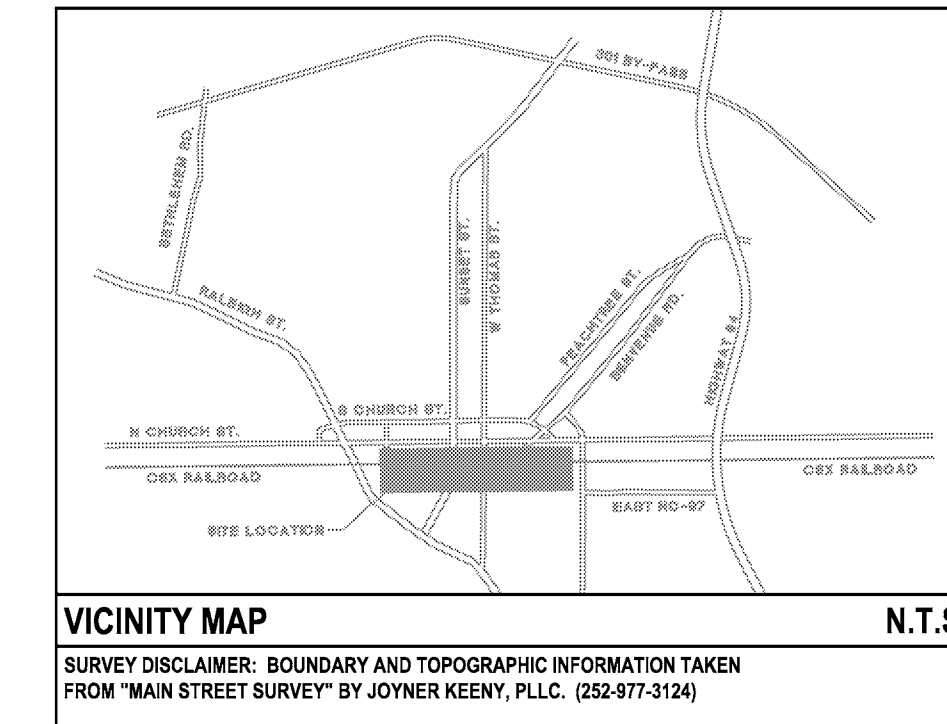 301 BY-PASS
BETHLEHEM RD.
SUNSET ST.
W THOMAS ST.
RALEIGH ST.
PEACHTREE ST.
BENVENUE RD.
HIGHWAY 64
S CHURCH ST.
N CHURCH ST.
CSX RAILROAD
CSX RAILROAD
EAST NC-97
SITE LOCATION
VICINITY MAP
N.T.S
SURVEY DISCLAIMER: BOUNDARY AND TOPOGRAPHIC INFORMATION TAKEN
FROM "MAIN STREET SURVEY" BY JOYNER KEENY, PLLC. (252-977-3124)